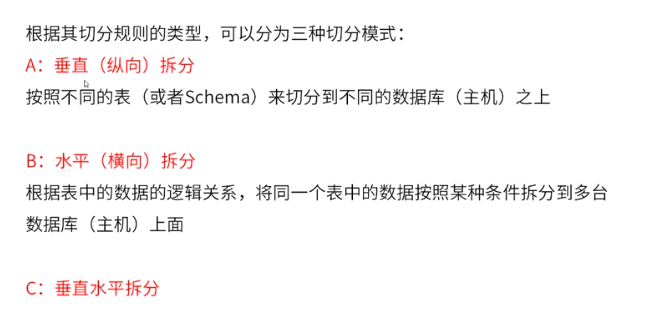 根据其切分规则的类型，可以分为三种切分模式：
A：垂直（纵向）拆分
按照不同的表（或者Schema）来切分到不同的数据库（主机）之上
B：水平（横向）拆分
根据表中的数据的逻辑关系，将同一个表中的数据按照某种条件拆分到多台
数据库（主机）上面
C：垂直水平拆分